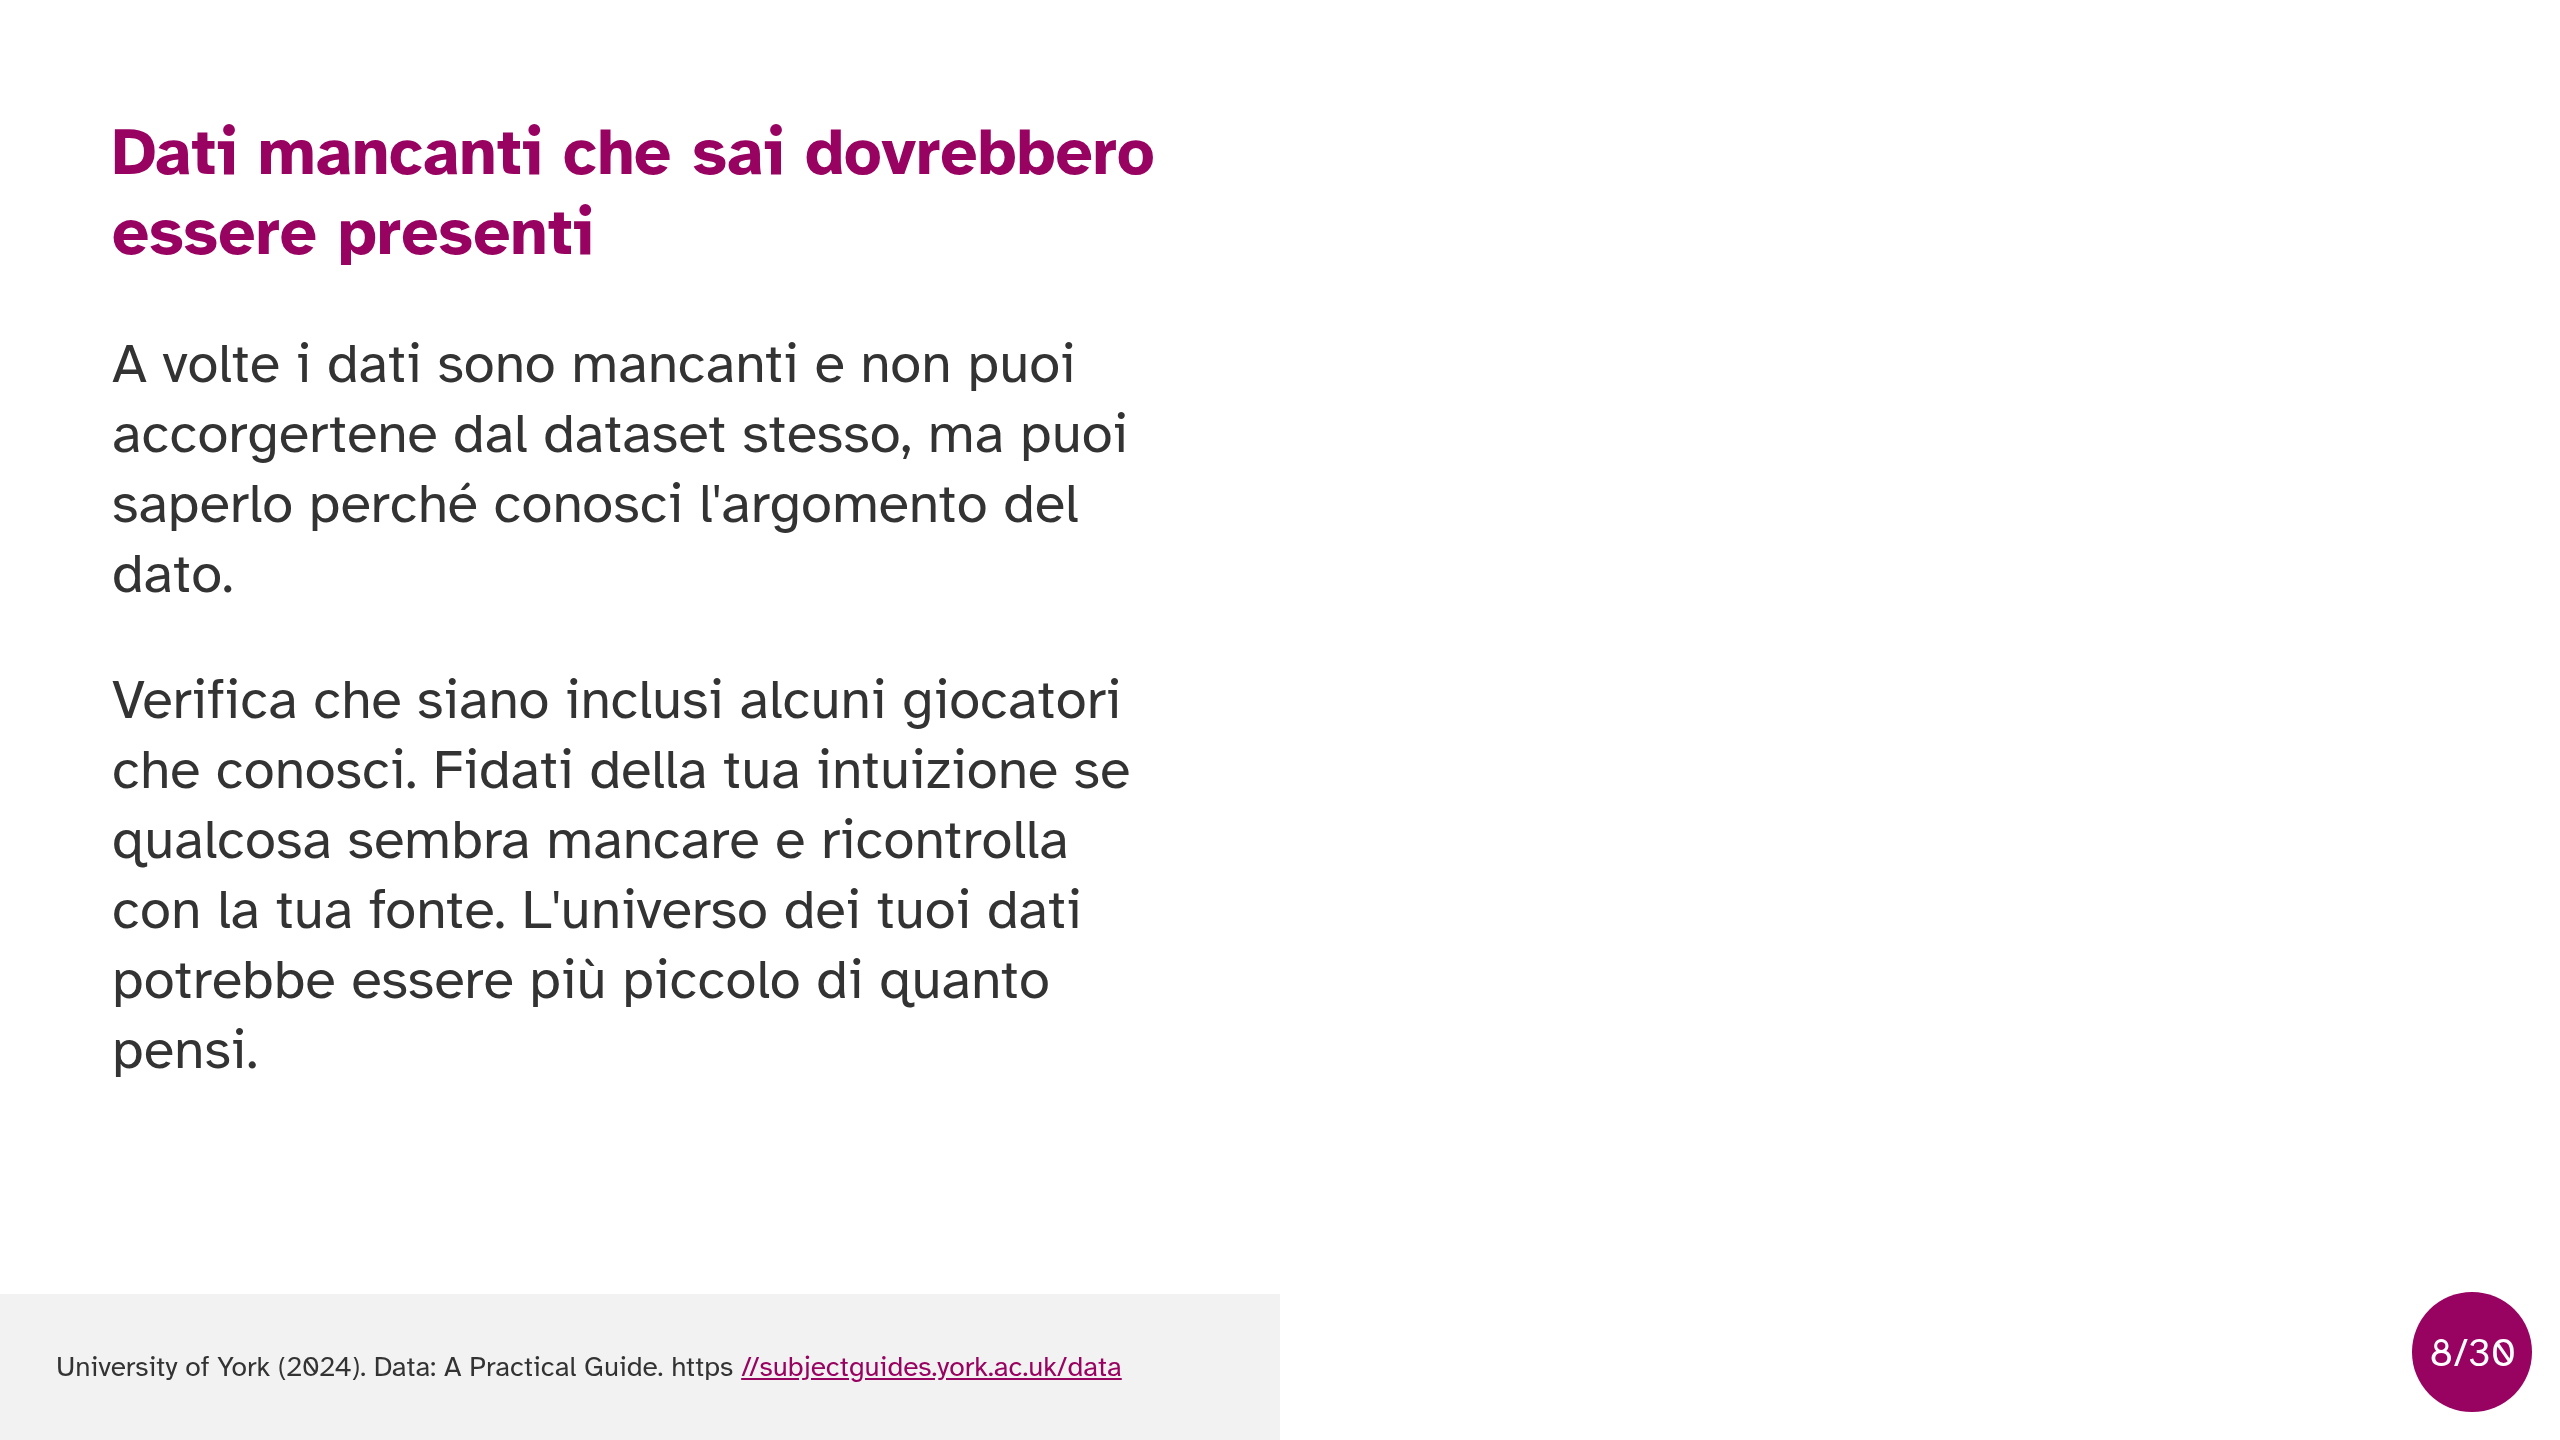 Dati mancanti che sai dovrebbero
essere presenti
A volte i dati sono mancanti e non puoi
accorgertene dal dataset stesso, ma puoi
saperlo perché conosci l'argomento del
dato.
Verifica che siano inclusi alcuni giocatori
che conosci. Fidati della tua intuizione se
qualcosa sembra mancare e ricontrolla
con la tua fonte. L'universo dei tuoi dati
potrebbe essere più piccolo di quanto
pensi.
University of York (2024). Data: A Practical Guide. https //subjectguides.york.ac.uk/data
8/30